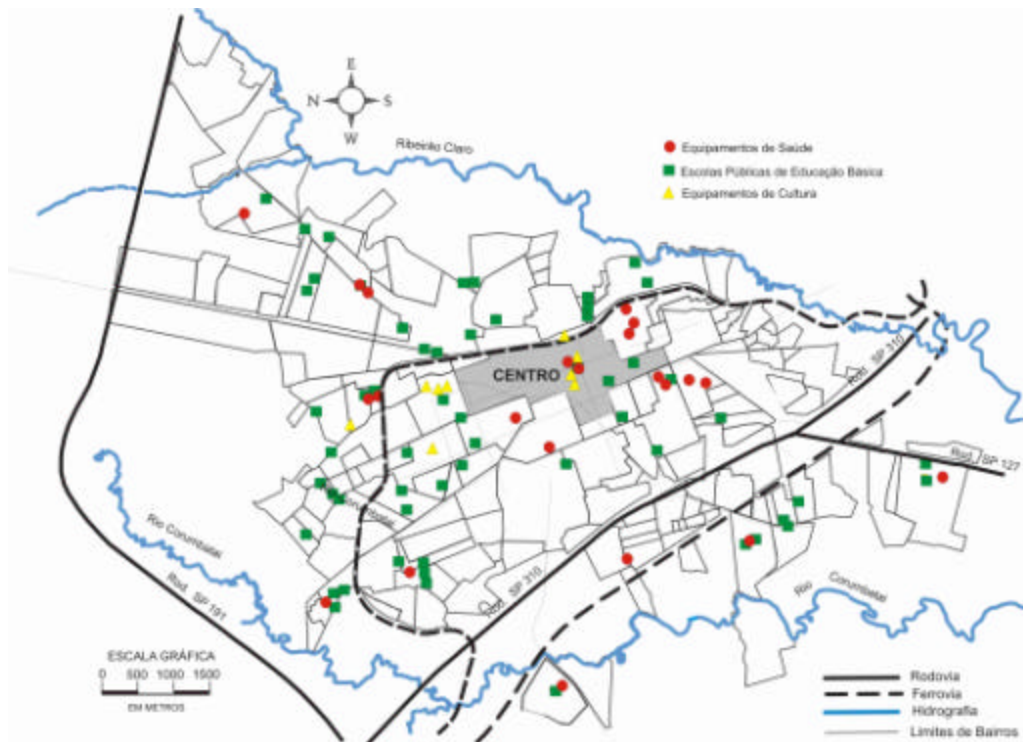 E
N
S
W
Ribeirão Claro
Equipamentos de Saúde
Escolas Públicas de Educação Básica
Equipamentos de Cultura
Rod. SP 310
CENTRO
Rod. SP 127
Corumbataí
Rio Corumbataí
Rod. SP 310
Rio Corumbataí
Rod. SP 191
ESCALA GRÁFICA
0 500 1000 1500
EM METROS
Rodovia
Ferrovia
Hidrografia
Limites de Bairros